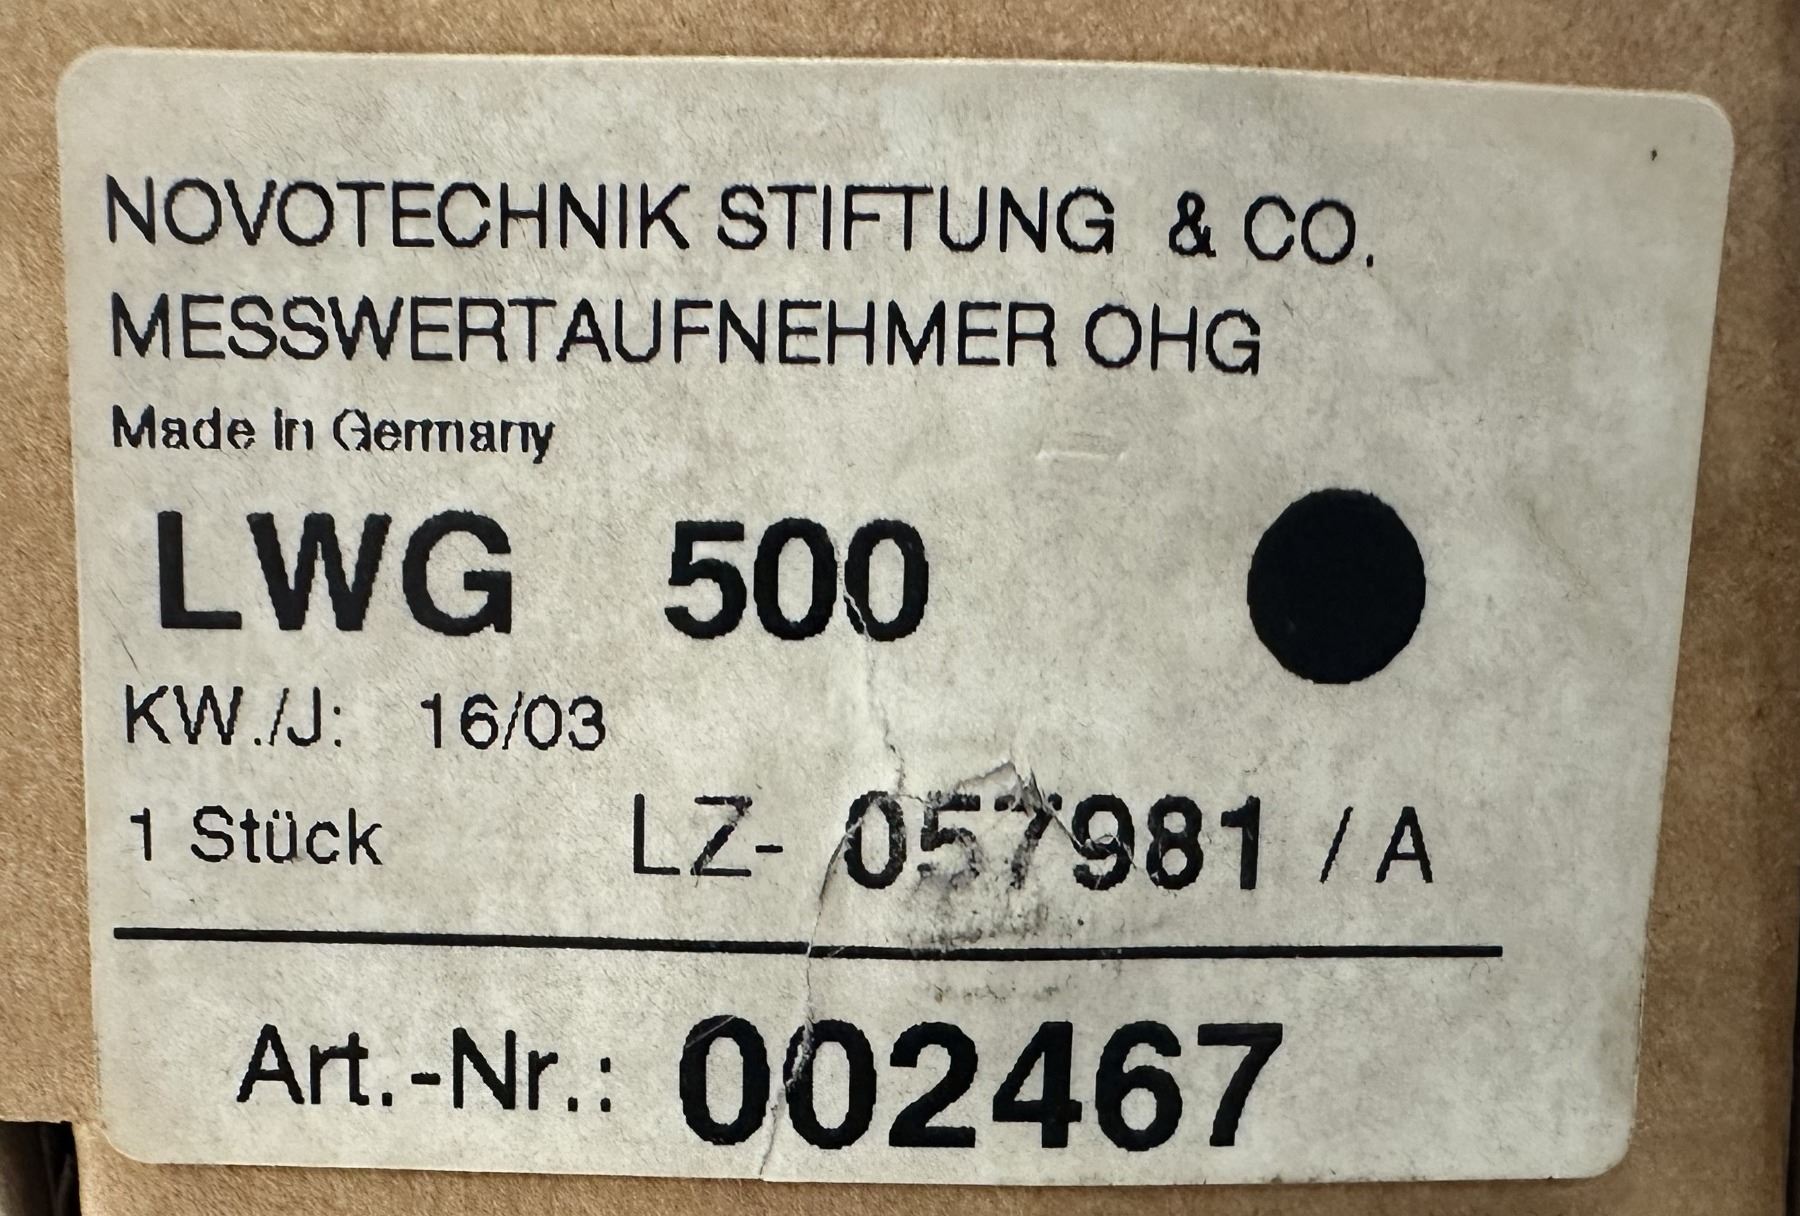 NOVOTECHNIK STIFTUNG & CO.
MESSWERTAUFNEHMER OHG
Made in Germany
LWG 500
KW./J: 16/03
1 Stück LZ- 057981 / A
Art.-Nr.: 002467